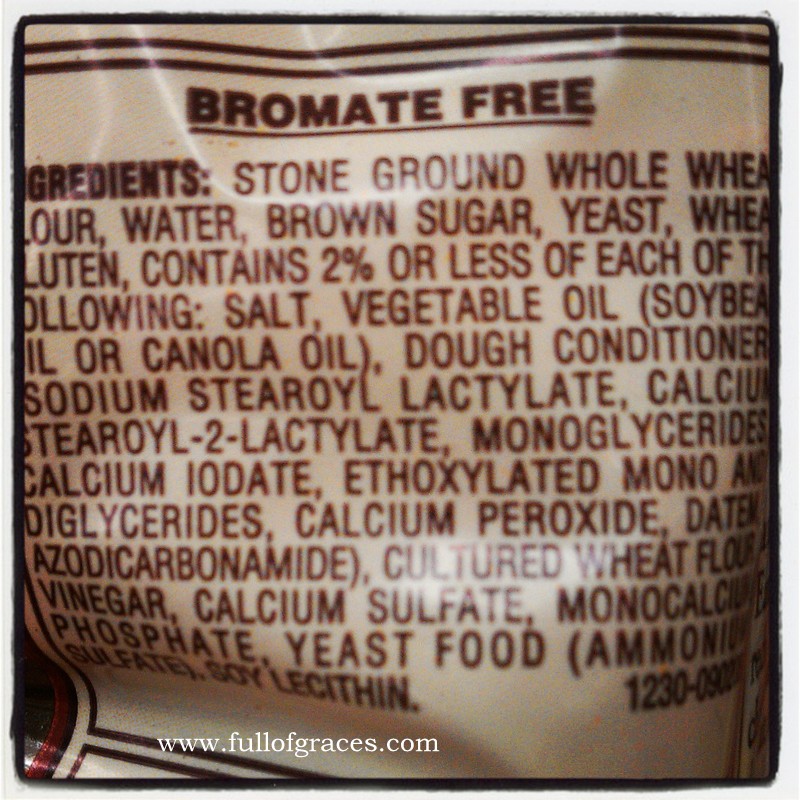 BROMATE FREE
GREDIENTS: STONE GROUND WHOLE WHEA
LOUR, WATER, BROWN SUGAR, YEAST, WHEA
LUTEN, CONTAINS 2% OR LESS OF EACH OF TH
OLLOWING: SALT, VEGETABLE OIL (SOYBEA
IL OR CANOLA OIL), DOUGH CONDITIONER
SODIUM STEAROYL LACTYLATE, CALCIU
STEAROYL-2-LACTYLATE, MONOGLYCERIDES
CALCIUM IODATE, ETHOXYLATED MONO AN
DIGLYCERIDES, CALCIUM PEROXIDE, DATEM
AZODICARBONAMIDE), CULTURED WHEAT FLOUR
VINEGAR, CALCIUM SULFATE, MONOCALCIU
PHOSPHATE, YEAST FOOD (AMMONIU
SULFATE), SOY LECITHIN.
www.fullofgraces.com